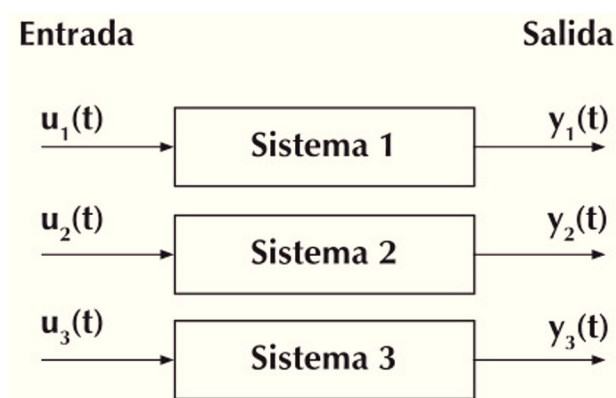 Entrada Salida
u₁(t) y₁(t)
Sistema 1
u₂(t) y₂(t)
Sistema 2
u₃(t) y₃(t)
Sistema 3